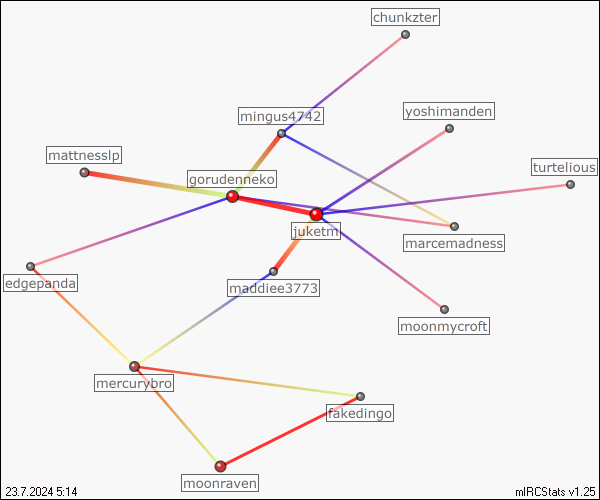 chunkzter
mingus4742
yoshimanden
mattnesslp
turtelious
gorudenneko
juketm
marcemadness
edgepanda
maddiee3773
moonmycroft
mercurybro
fakedingo
moonraven
23.7.2024 5:14
mIRCStats v1.25